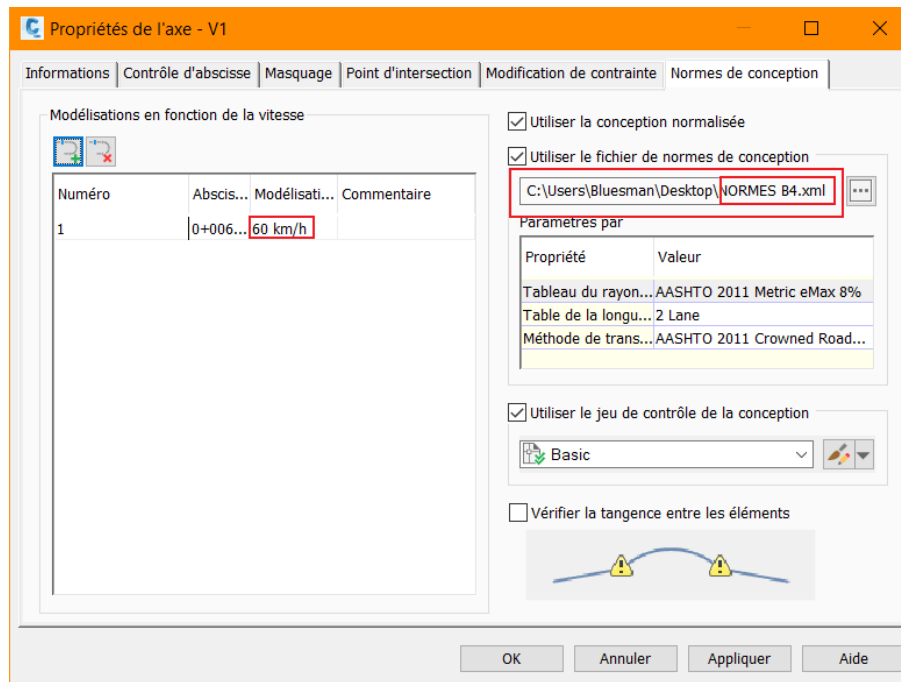 Propriétés de l'axe - V1
Informations Contrôle d'abscisse Masquage Point d'intersection Modification de contrainte Normes de conception
Modélisations en fonction de la vitesse
Numéro Abscis... Modélisati... Commentaire
1 0+006... 60 km/h
Utiliser la conception normalisée
Utiliser le fichier de normes de conception
C:\Users\Bluesman\Desktop\NORMES B4.xml ...
Paramètres par
Propriété Valeur
Tableau du rayon... AASHTO 2011 Metric eMax 8%
Table de la longu... 2 Lane
Méthode de trans... AASHTO 2011 Crowned Road...
Utiliser le jeu de contrôle de la conception
Basic
Vérifier la tangence entre les éléments
OK Annuler Appliquer Aide